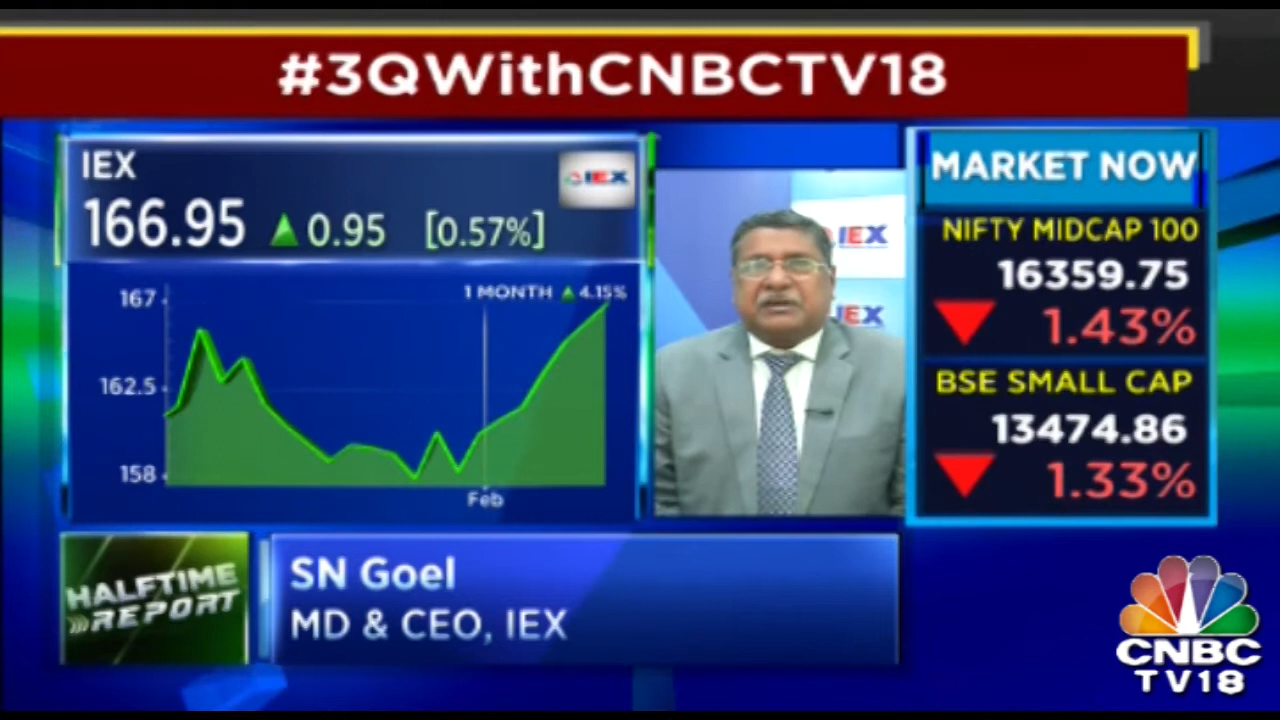 #3QWithCNBCTV18
IEX
IEX
166.95 ▲ 0.95 [0.57%]
1 MONTH ▲ 4.15%
167
162.5
158
Feb
IEX
IEX
MARKET NOW
NIFTY MIDCAP 100
16359.75
▼ 1.43%
BSE SMALL CAP
13474.86
▼ 1.33%
HALFTIME
REPORT
SN Goel
MD & CEO, IEX
CNBC
TV18